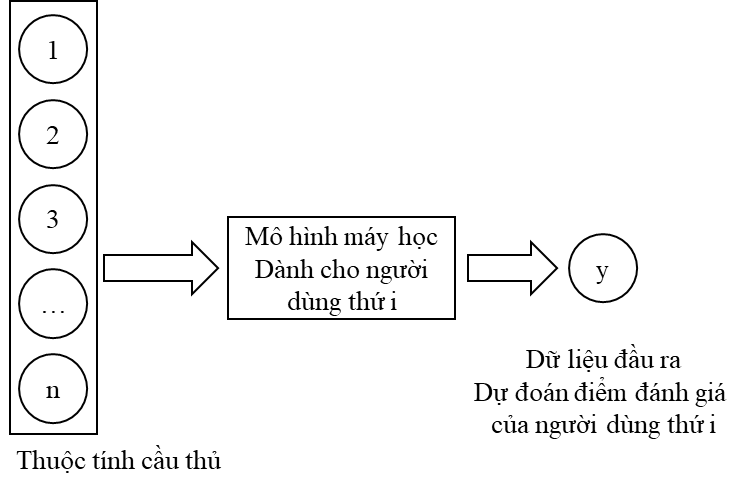 1
2
3
...
n
Thuộc tính cầu thủ
Mô hình máy học
Dành cho người
dùng thứ i
y
Dữ liệu đầu ra
Dự đoán điểm đánh giá
của người dùng thứ i